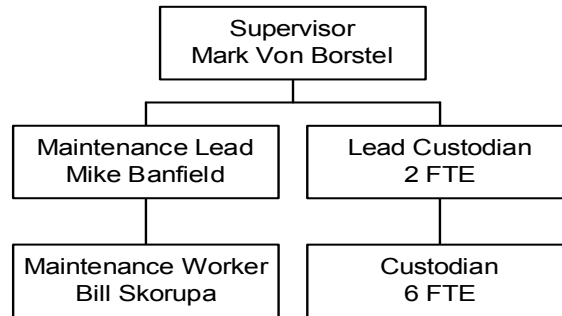 Supervisor
Mark Von Borstel
Maintenance Lead
Mike Banfield
Lead Custodian
2 FTE
Maintenance Worker
Bill Skorupa
Custodian
6 FTE